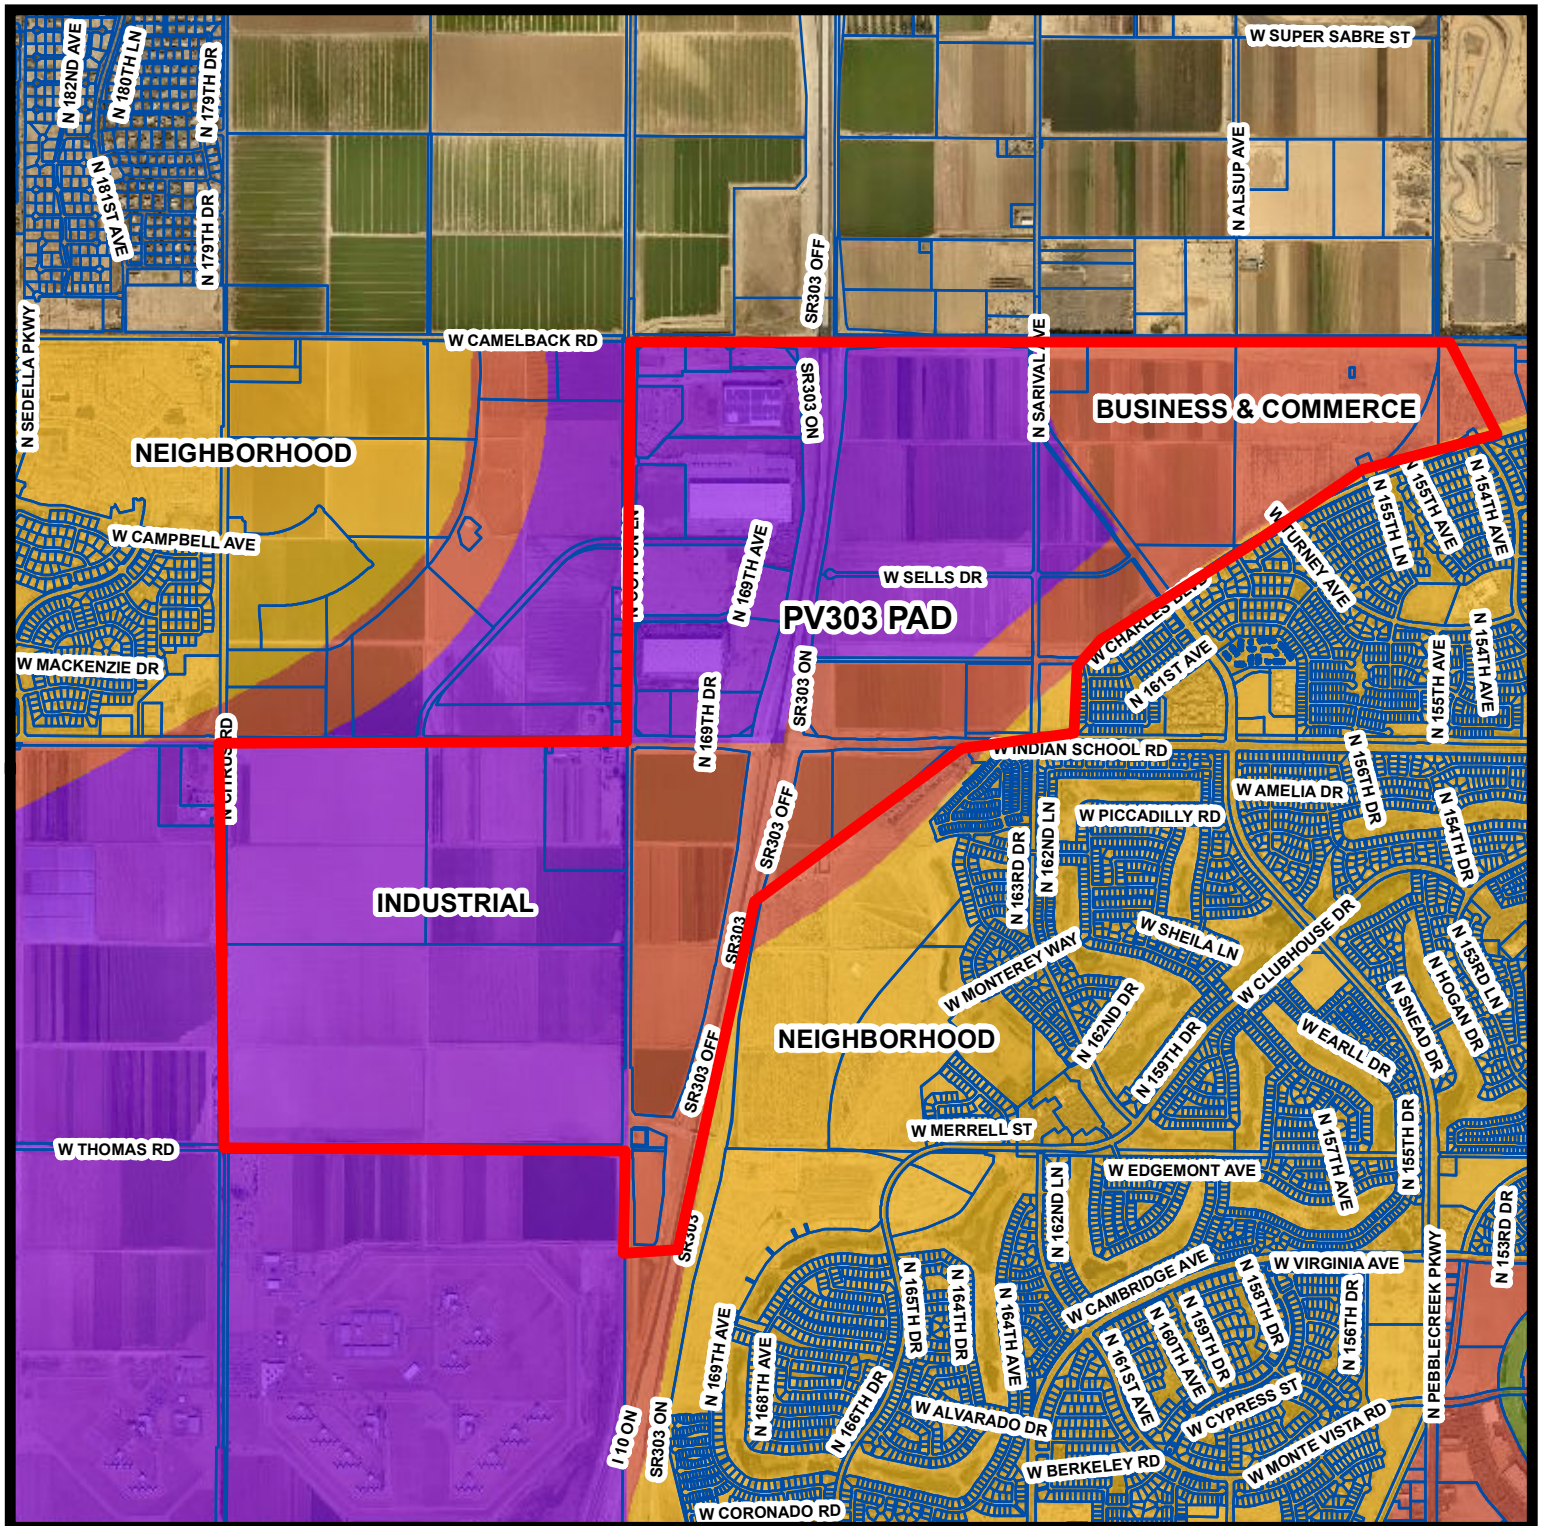 W SUPER SABRE ST
N 182ND AVE
N 180TH LN
N 179TH DR
N ALSUP AVE
N 181ST AVE
N 179TH DR
SR303 OFF
N SEDELLA PKWY
W CAMELBACK RD
N SARIVAL AVE
SR303 ON
BUSINESS & COMMERCE
NEIGHBORHOOD
N 155TH LN
N 155TH AVE
N 154TH AVE
W CAMPBELL AVE
N COTTON LN
N 169TH AVE
W TURNEY AVE
W SELLS DR
PV303 PAD
W CHARLES BLVD
W MACKENZIE DR
N 161ST AVE
N 155TH AVE
N 154TH AVE
SR303 ON
N 169TH DR
N CITRUS RD
W INDIAN SCHOOL RD
N 156TH DR
W AMELIA DR
SR303 OFF
W PICCADILLY RD
N 154TH DR
N 163RD DR
N 162ND LN
INDUSTRIAL
SR303
W SHEILA LN
W CLUBHOUSE DR
N 153RD LN
W MONTEREY WAY
N HOGAN DR
N SNEAD DR
NEIGHBORHOOD
N 162ND DR
N 159TH DR
W EARLL DR
SR303 OFF
W MERRELL ST
W THOMAS RD
N 157TH AVE
N 155TH DR
W EDGEMONT AVE
N 162ND LN
SR303
N 153RD DR
W VIRGINIA AVE
N PEBBLECREEK PKWY
N 165TH DR
N 164TH DR
N 164TH AVE
W CAMBRIDGE AVE
N 158TH DR
N 159TH DR
N 160TH AVE
N 156TH DR
N 161ST AVE
N 169TH AVE
N 168TH AVE
N 166TH DR
W ALVARADO DR
W CYPRESS ST
W MONTE VISTA RD
I 10 ON
SR303 ON
W BERKELEY RD
W CORONADO RD